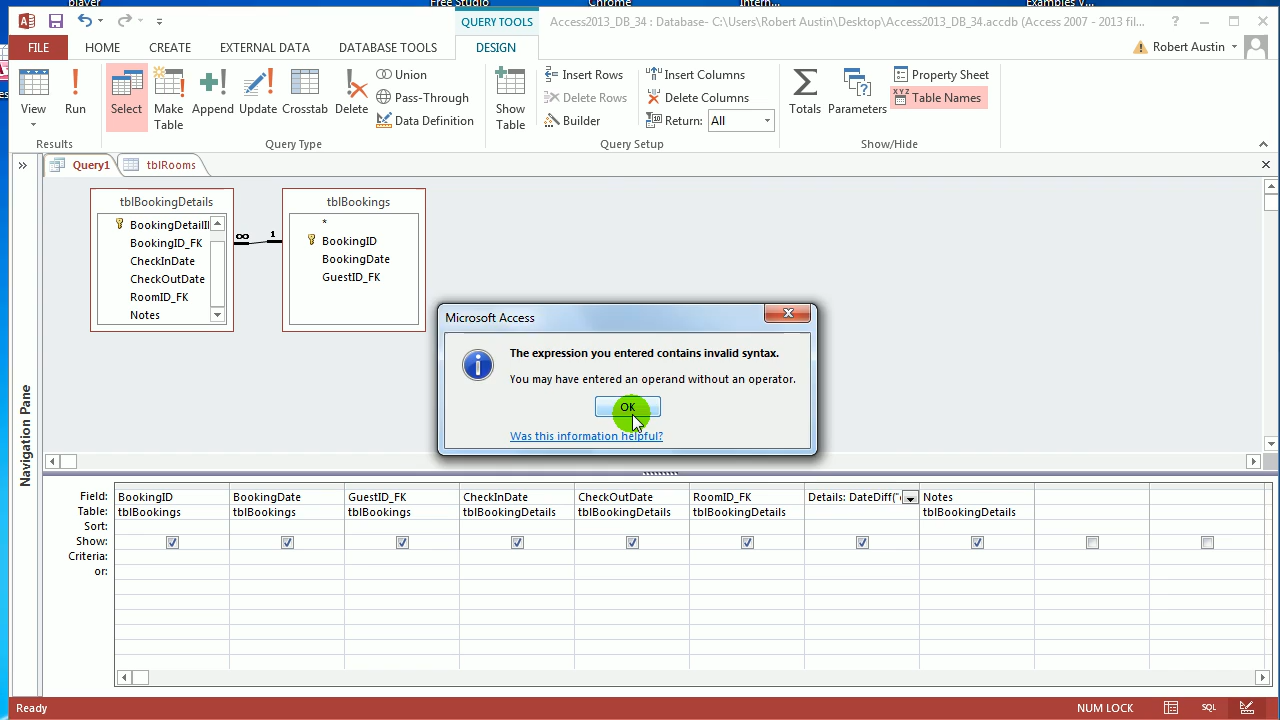 player
Free Studio
Chrome
Intern...
Examples V...
QUERY TOOLS
Access2013_DB_34 : Database- C:\Users\Robert Austin\Desktop\Access2013_DB_34.accdb (Access 2007 - 2013 fil...
FILE HOME CREATE EXTERNAL DATA DATABASE TOOLS DESIGN
Robert Austin
View
Run
Results
Select
Make Table
Append
Update
Crosstab
Delete
Union
Pass-Through
Data Definition
Query Type
Show Table
Insert Rows
Delete Rows
Builder
Insert Columns
Delete Columns
Return: All
Query Setup
Totals
Parameters
Property Sheet
XYZ
Table Names
Show/Hide
Query1
tblRooms
Navigation Pane
tblBookingDetails
BookingDetailI
BookingID_FK
CheckInDate
CheckOutDate
RoomID_FK
Notes
∞ 1
tblBookings
*
BookingID
BookingDate
GuestID_FK
Microsoft Access
The expression you entered contains invalid syntax.
You may have entered an operand without an operator.
OK
Was this information helpful?
Field: BookingID BookingDate GuestID_FK CheckInDate CheckOutDate RoomID_FK Details: DateDiff(" Notes
Table: tblBookings tblBookings tblBookings tblBookingDetails tblBookingDetails tblBookingDetails tblBookingDetails
Sort:
Show:
Criteria:
or:
Ready
NUM LOCK
SQL